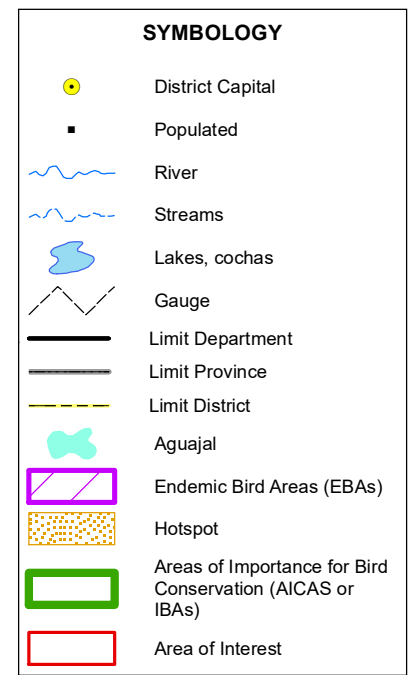 SYMBOLOGY
District Capital
Populated
River
Streams
Lakes, cochas
Gauge
Limit Department
Limit Province
Limit District
Aguajal
Endemic Bird Areas (EBAs)
Hotspot
Areas of Importance for Bird
Conservation (AICAS or
IBAs)
Area of Interest